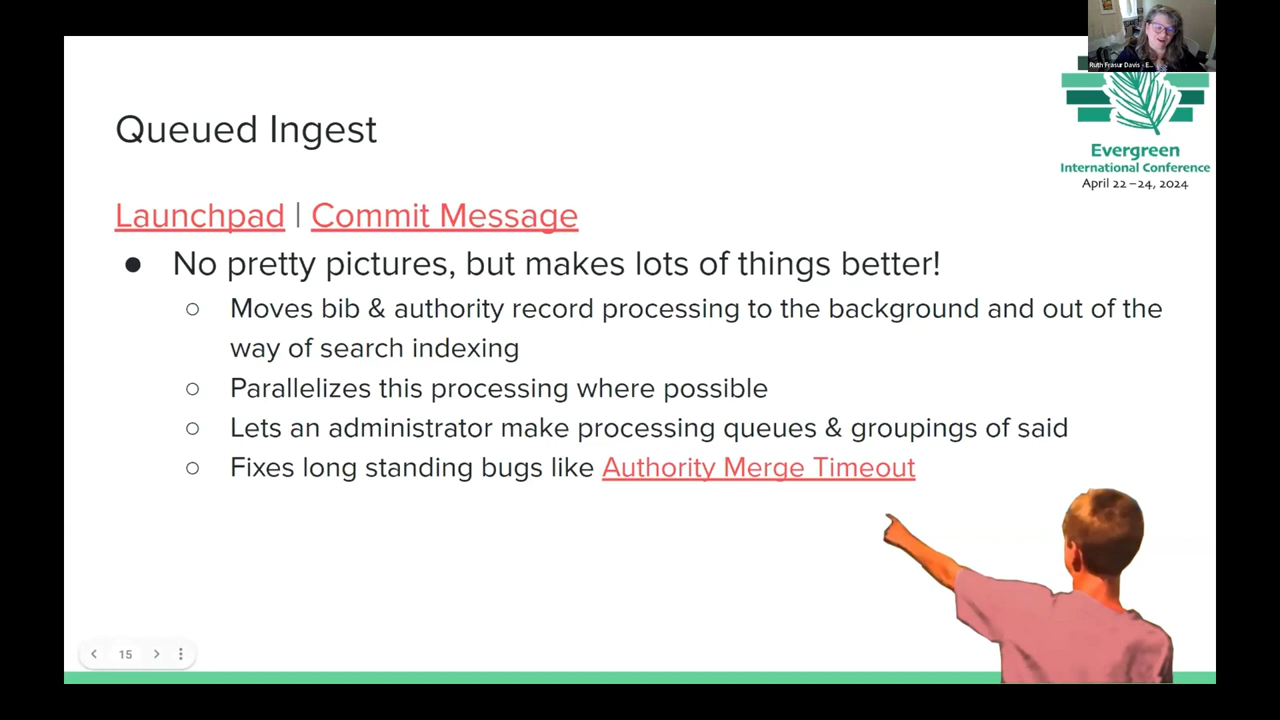 Ruth Frasur Davis - E...
Evergreen
International Conference
April 22–24, 2024
Queued Ingest
Launchpad | Commit Message
● No pretty pictures, but makes lots of things better!
○ Moves bib & authority record processing to the background and out of the
way of search indexing
○ Parallelizes this processing where possible
○ Lets an administrator make processing queues & groupings of said
○ Fixes long standing bugs like Authority Merge Timeout
15